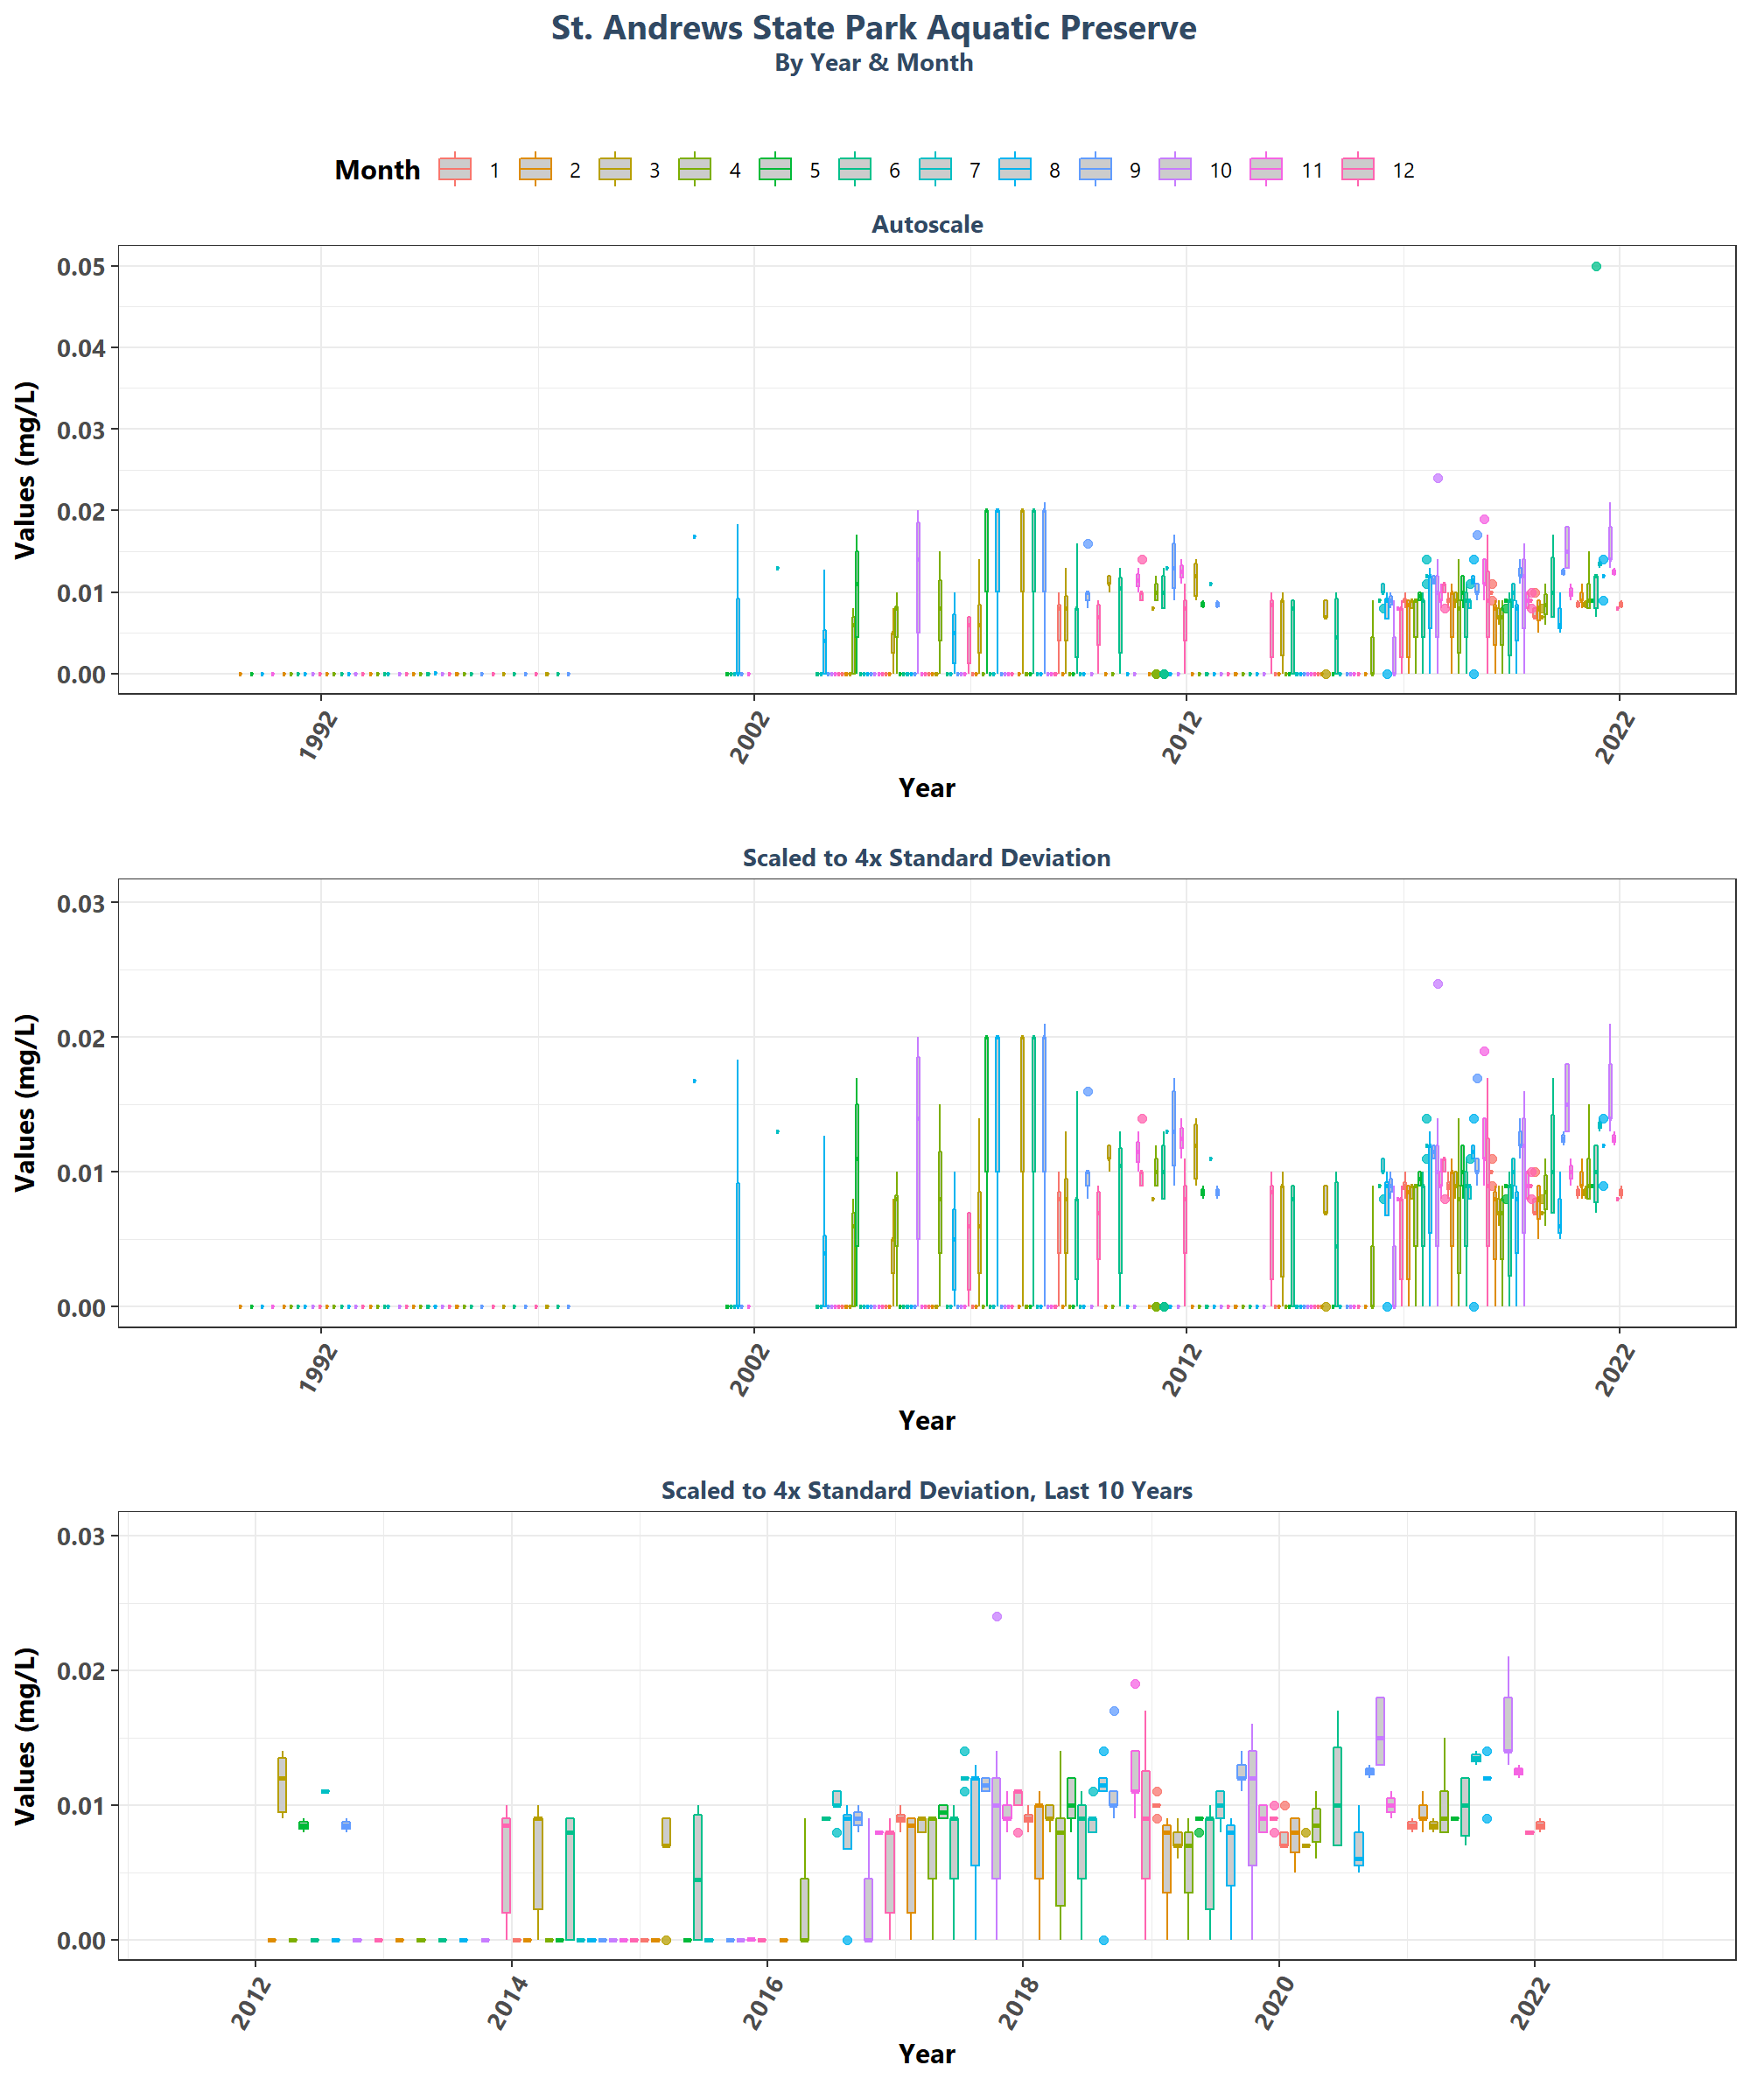 St. Andrews State Park Aquatic Preserve
By Year & Month
Month 1 2 3 4 5 6 7 8 9 10 11 12
Autoscale
0.05
0.04
0.03
0.02
0.01
0.00
Values (mg/L)
1992 2002 2012 2022
Year
Scaled to 4x Standard Deviation
0.03
0.02
0.01
0.00
Values (mg/L)
1992 2002 2012 2022
Year
Scaled to 4x Standard Deviation, Last 10 Years
0.03
0.02
0.01
0.00
Values (mg/L)
2012 2014 2016 2018 2020 2022
Year